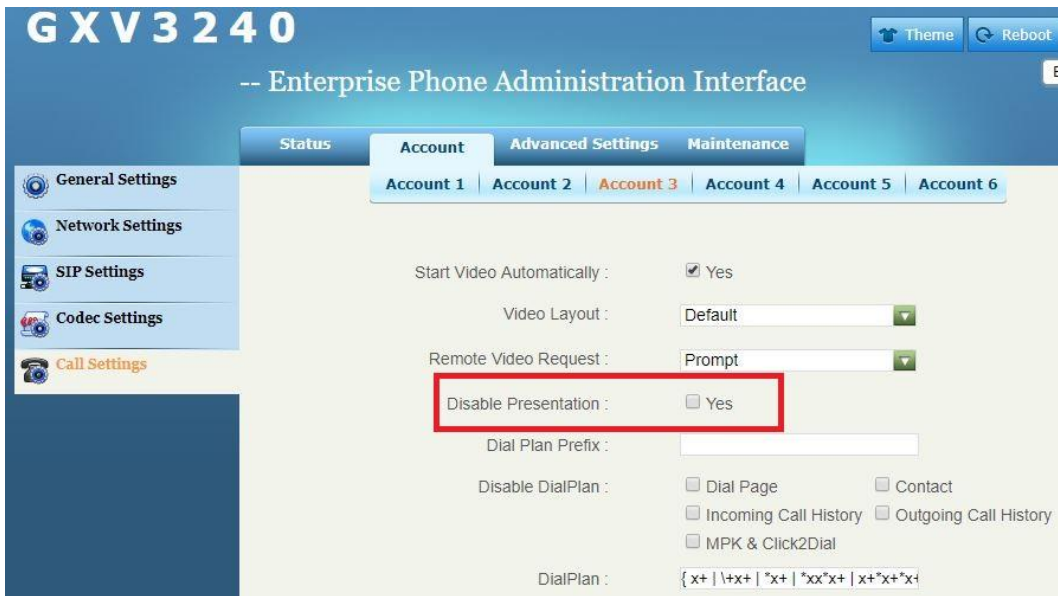 GXV3240
Theme
Reboot
-- Enterprise Phone Administration Interface
Status
Account
Advanced Settings
Maintenance
Account 1
Account 2
Account 3
Account 4
Account 5
Account 6
General Settings
Network Settings
SIP Settings
Codec Settings
Call Settings
Start Video Automatically : Yes
Video Layout : Default
Remote Video Request : Prompt
Disable Presentation : Yes
Dial Plan Prefix :
Disable DialPlan : Dial Page Contact
Incoming Call History Outgoing Call History
MPK & Click2Dial
DialPlan : { x+ | \+x+ | *x+ | *xx*x+ | x+*x+*x+